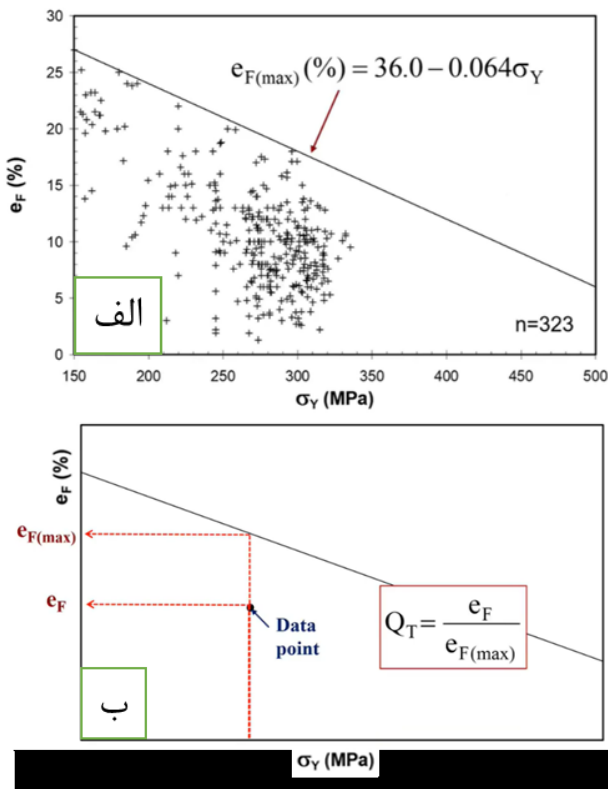 30
25
20
15
10
5
0
e_F (%)
e_F(max) (%) = 36.0 – 0.064σ_Y
الف
n=323
150 200 250 300 350 400 450 500
σ_Y (MPa)
e_F (%)
e_F(max)
e_F
Data
point
Q_T = e_F / e_F(max)
ب
σ_Y (MPa)